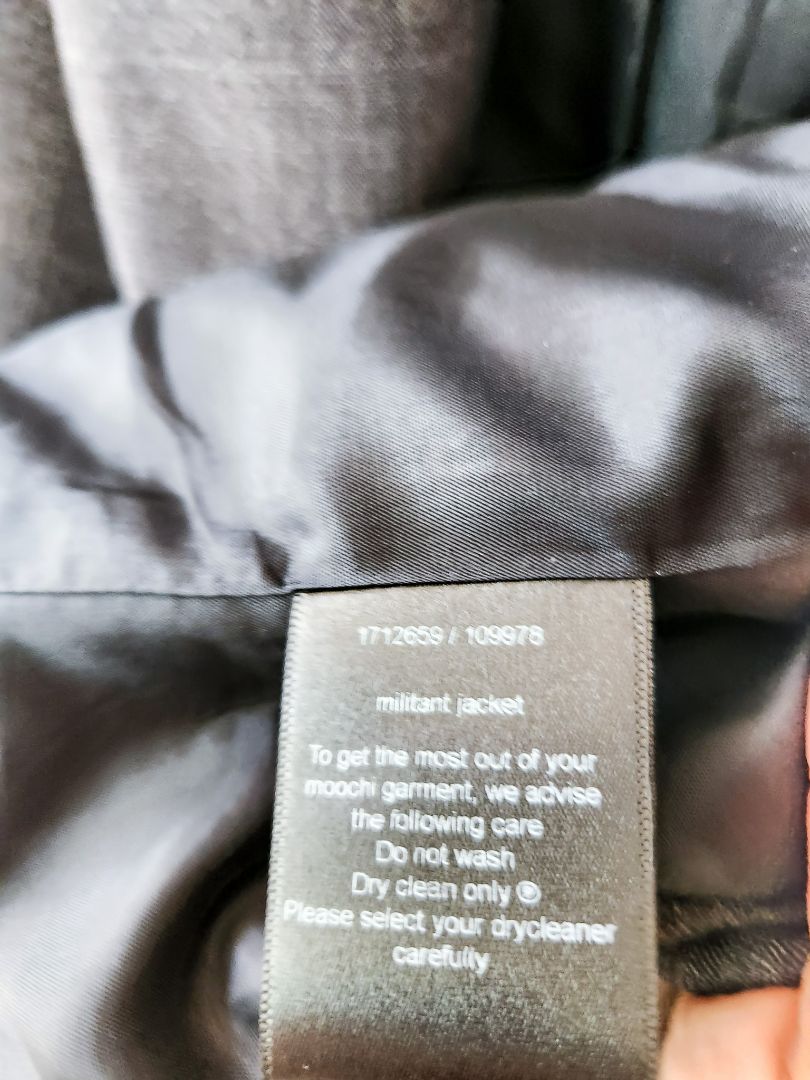 1712659 / 109978
militant jacket
To get the most out of your
moochi garment, we advise
the following care
Do not wash
Dry clean only Ⓟ
Please select your drycleaner
carefully